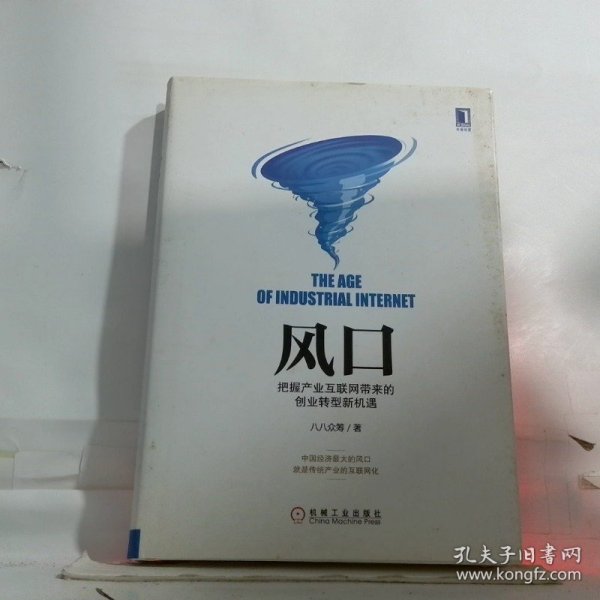 THE AGE
OF INDUSTRIAL INTERNET
风口
把握产业互联网带来的
创业转型新机遇
八八众筹/著
中国经济最大的风口
就是传统产业的互联网化
机械工业出版社
China Machine Press
孔夫子旧书网
www.kongfz.com